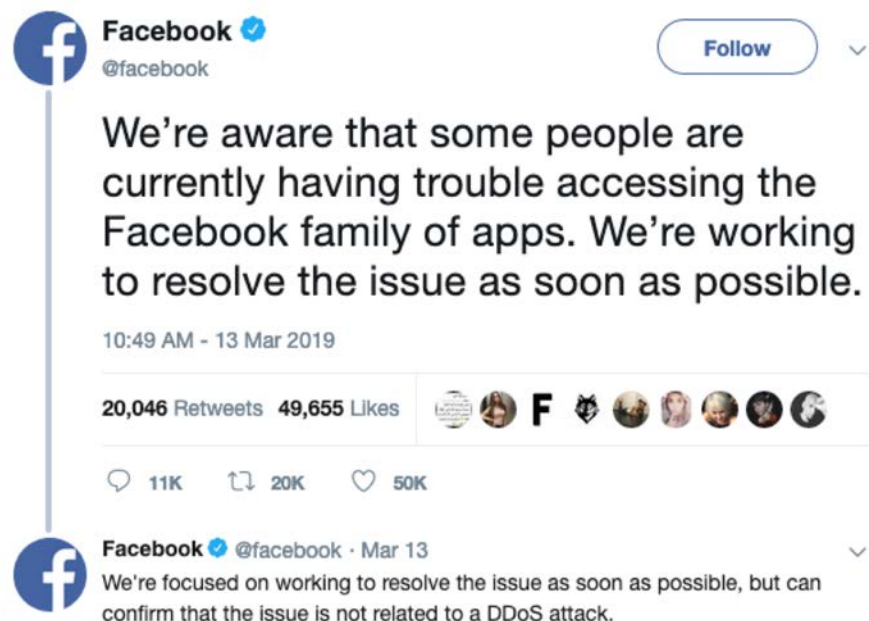 Facebook
@facebook
Follow
We’re aware that some people are
currently having trouble accessing the
Facebook family of apps. We’re working
to resolve the issue as soon as possible.
10:49 AM - 13 Mar 2019
20,046 Retweets 49,655 Likes
F
11K 20K 50K
Facebook @facebook · Mar 13
We're focused on working to resolve the issue as soon as possible, but can
confirm that the issue is not related to a DDoS attack.